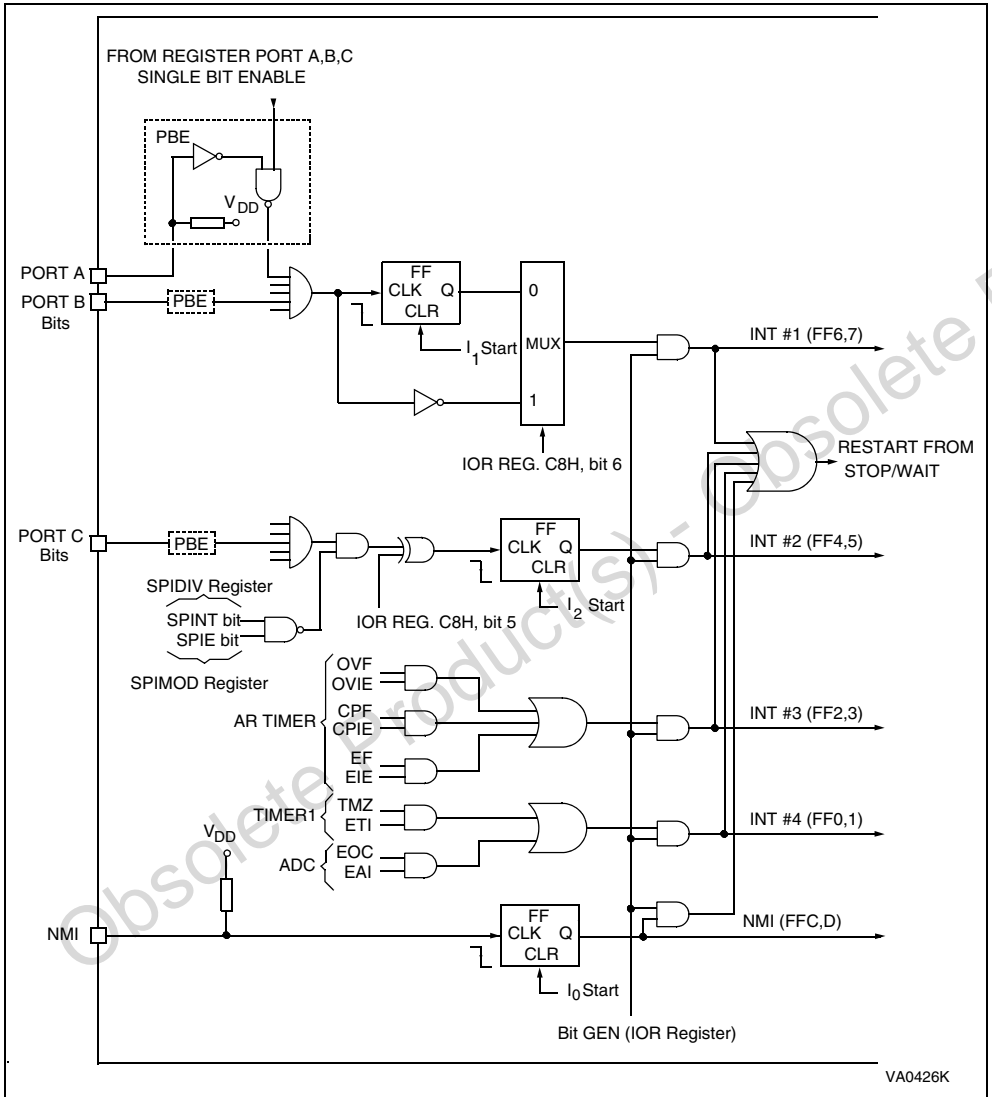 FROM REGISTER PORT A,B,C
SINGLE BIT ENABLE
PBE
VDD
PORT A
PORT B
Bits
PBE
FF
CLK Q
CLR
I1 Start
0
MUX
1
IOR REG. C8H, bit 6
INT #1 (FF6,7)
RESTART FROM
STOP/WAIT
PORT C
Bits
PBE
SPIDIV Register
SPINT bit
SPIE bit
SPIMOD Register
IOR REG. C8H, bit 5
FF
CLK Q
CLR
I2 Start
INT #2 (FF4,5)
AR TIMER
OVF
OVIE
CPF
CPIE
EF
EIE
INT #3 (FF2,3)
TIMER1
TMZ
ETI
ADC
EOC
EAI
INT #4 (FF0,1)
VDD
NMI
FF
CLK Q
CLR
I0 Start
NMI (FFC,D)
Bit GEN (IOR Register)
VA0426K
Obsolete Product(s) - Obsolete